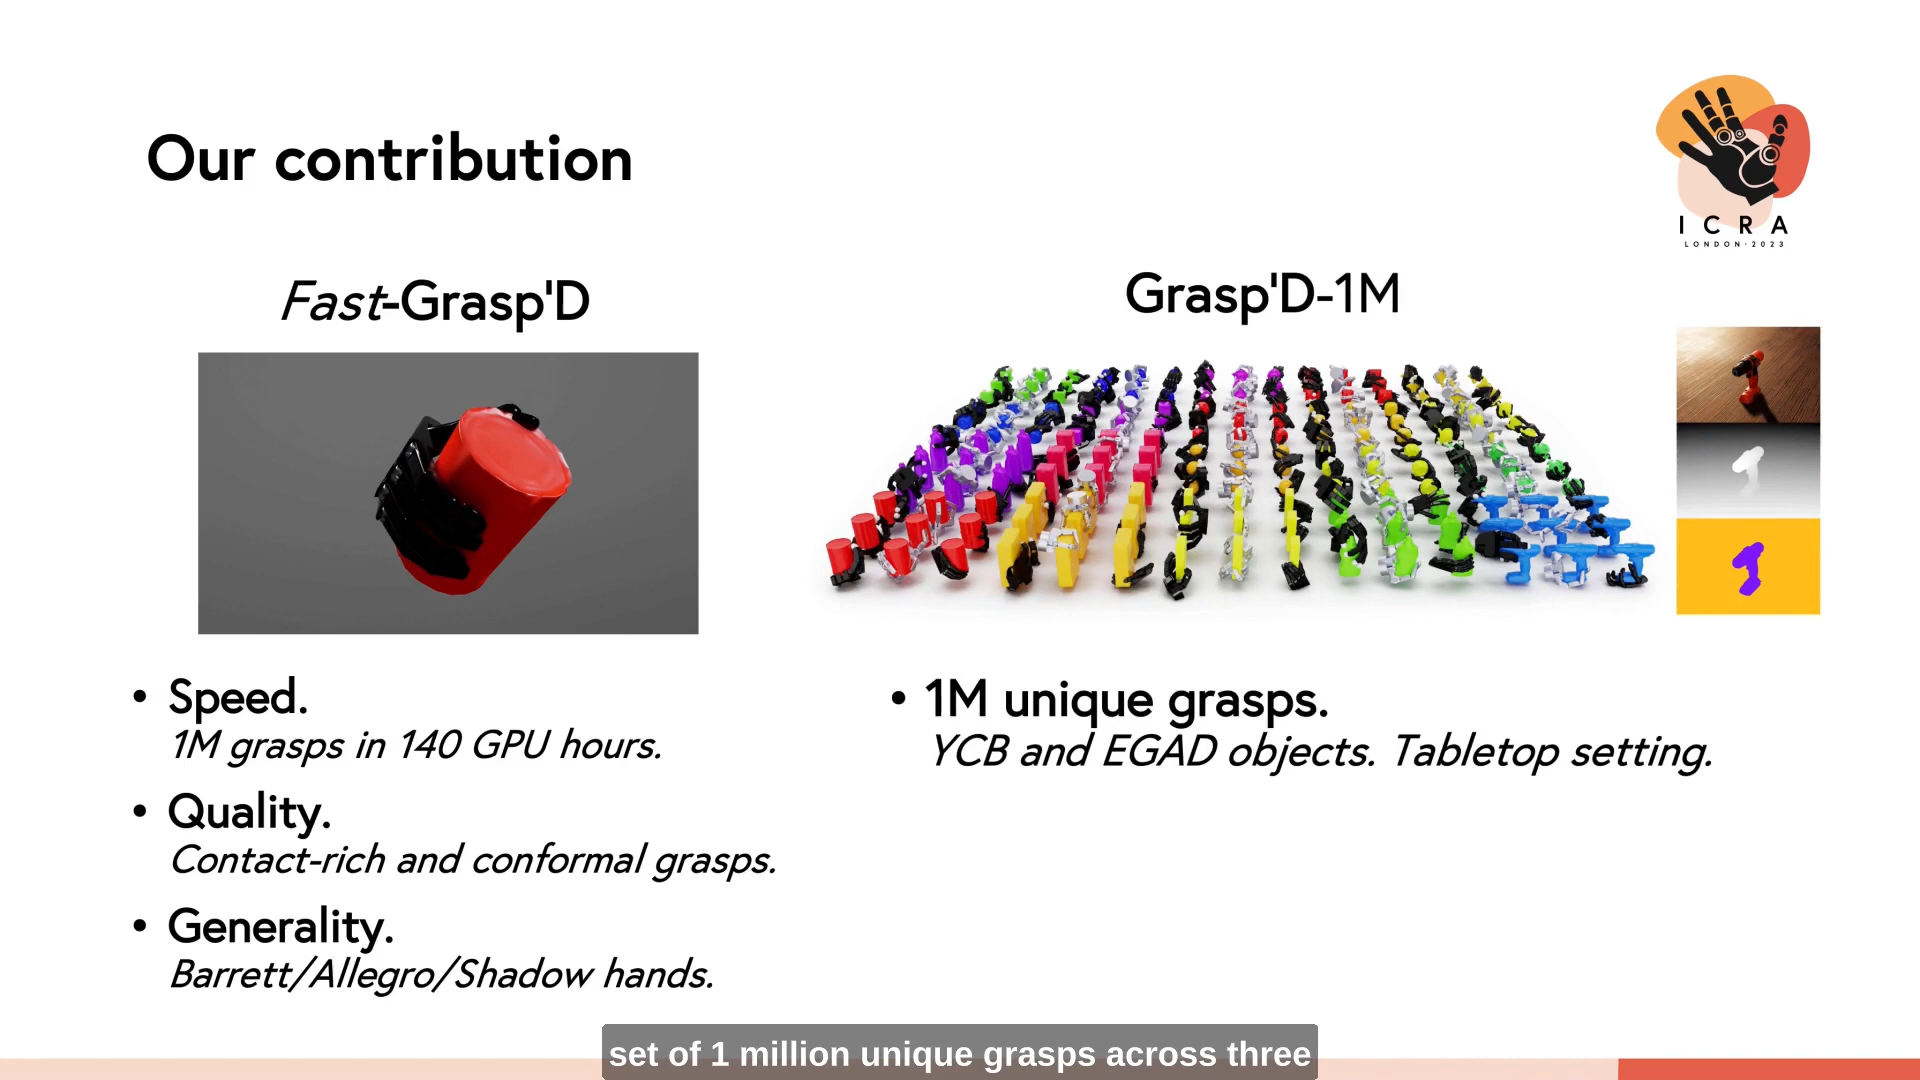 Our contribution
ICRA
LONDON·2023
Fast-Grasp'D
Grasp'D-1M
• Speed.
1M grasps in 140 GPU hours.
• Quality.
Contact-rich and conformal grasps.
• Generality.
Barrett/Allegro/Shadow hands.
• 1M unique grasps.
YCB and EGAD objects. Tabletop setting.
set of 1 million unique grasps across three